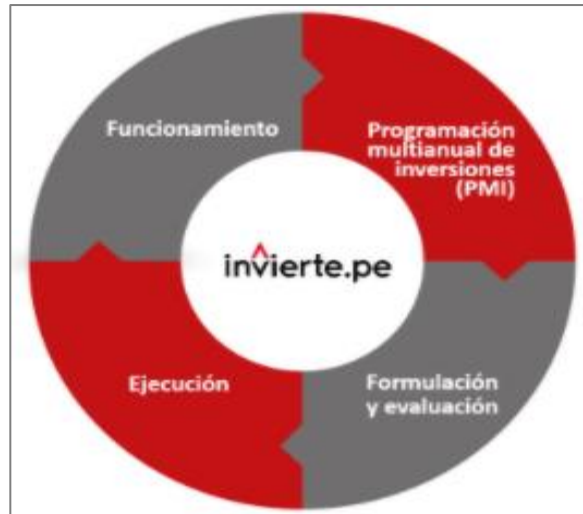 Funcionamiento
Programación
multianual de
inversiones
(PMI)
invierte.pe
Ejecución
Formulación
y evaluación